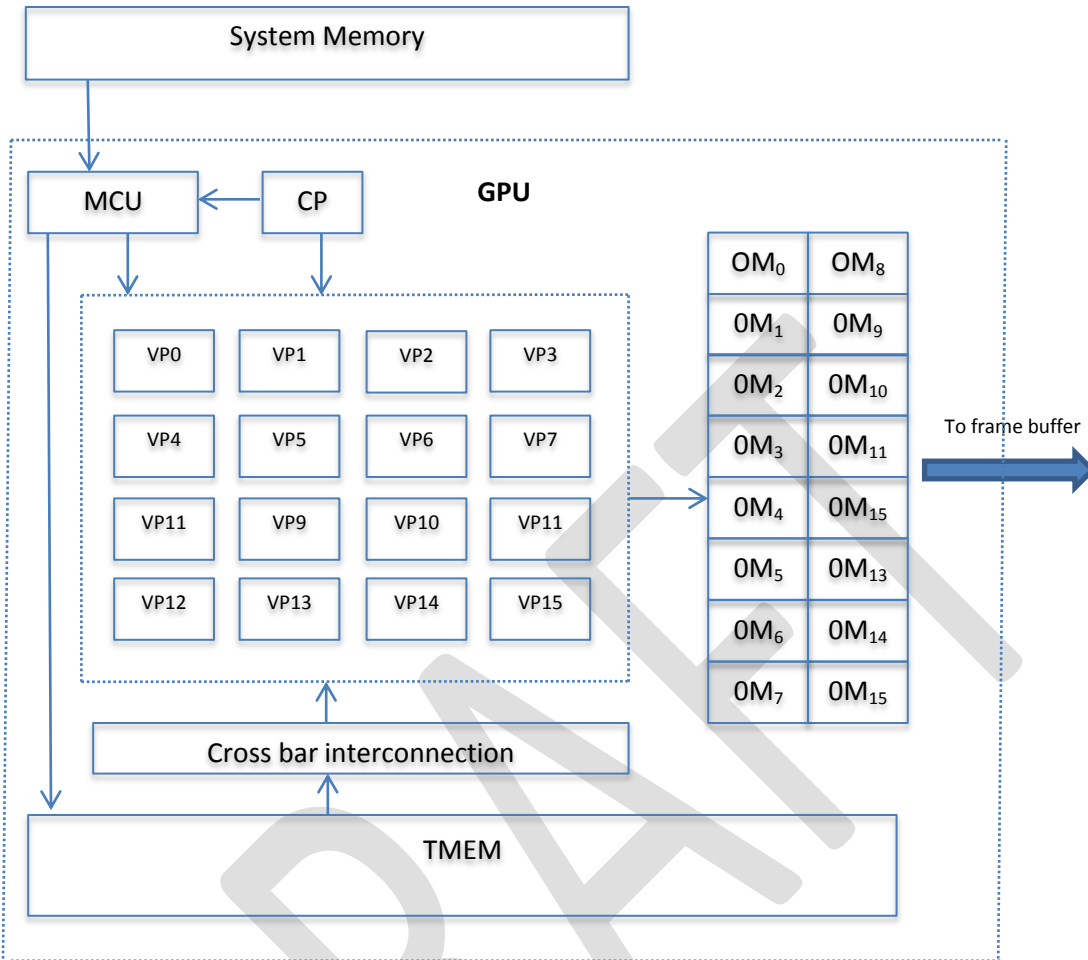 System Memory
MCU
CP
GPU
OM₀ OM₈
0M₁ 0M₉
0M₂ 0M₁₀
0M₃ 0M₁₁
0M₄ 0M₁₅
0M₅ 0M₁₃
0M₆ 0M₁₄
0M₇ 0M₁₅
VP0 VP1 VP2 VP3
VP4 VP5 VP6 VP7
VP11 VP9 VP10 VP11
VP12 VP13 VP14 VP15
To frame buffer
Cross bar interconnection
TMEM
DRAFT